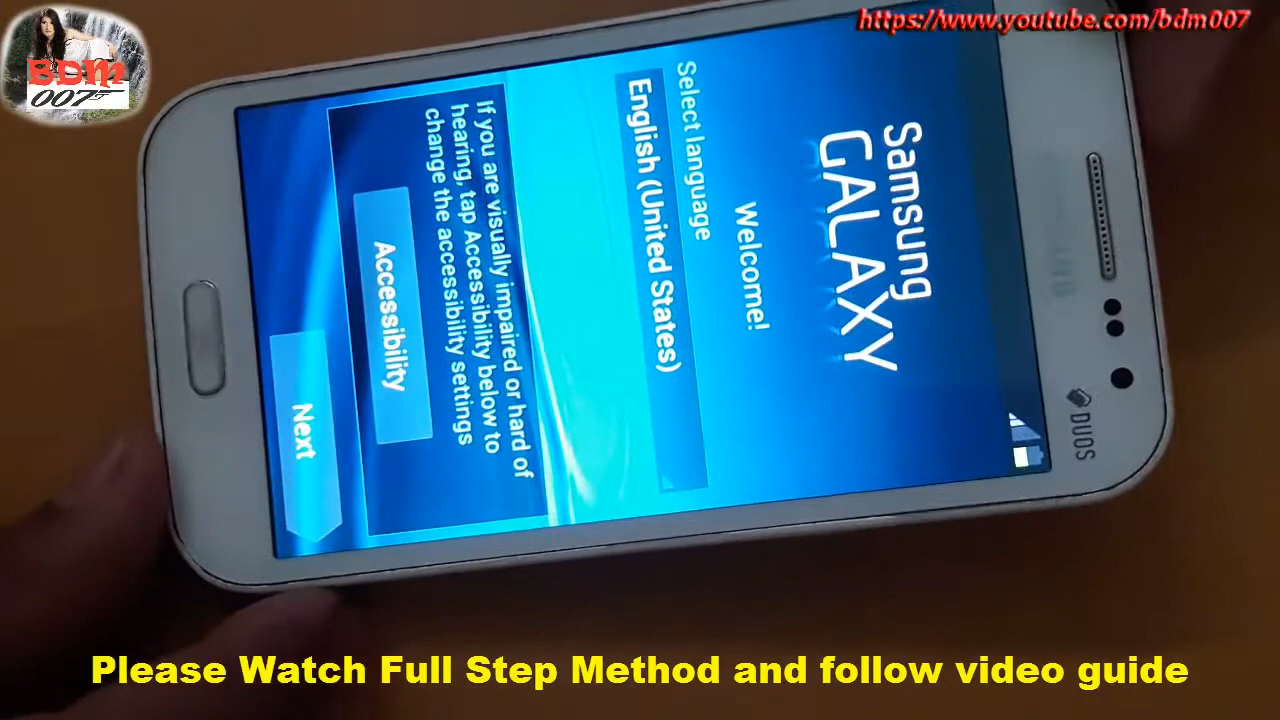 https://www.youtube.com/bdm007
BDM
007
Samsung
GALAXY
Welcome!
Select language
English (United States)
If you are visually impaired or hard of
hearing, tap Accessibility below to
change the accessibility settings
Accessibility
Next
DUOS
Please Watch Full Step Method and follow video guide